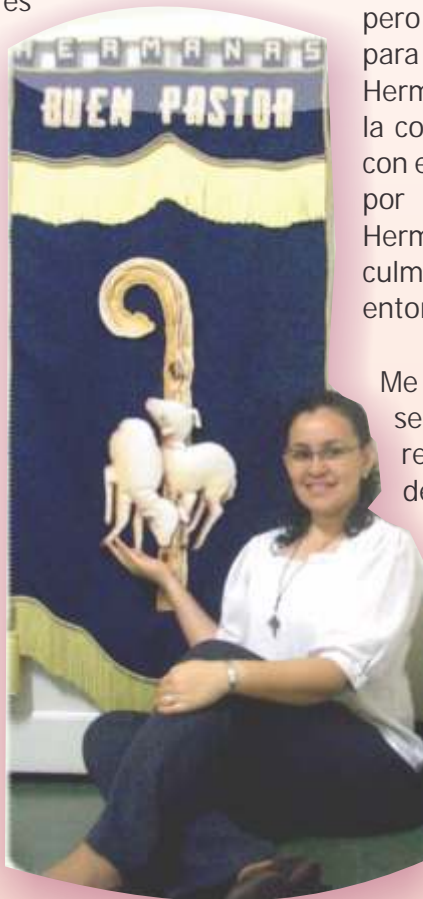 es
HERMANAS
BUEN PASTOR
pero
para
Herm
la co
con e
por
Herm
culm
entor
Me
se
re
de